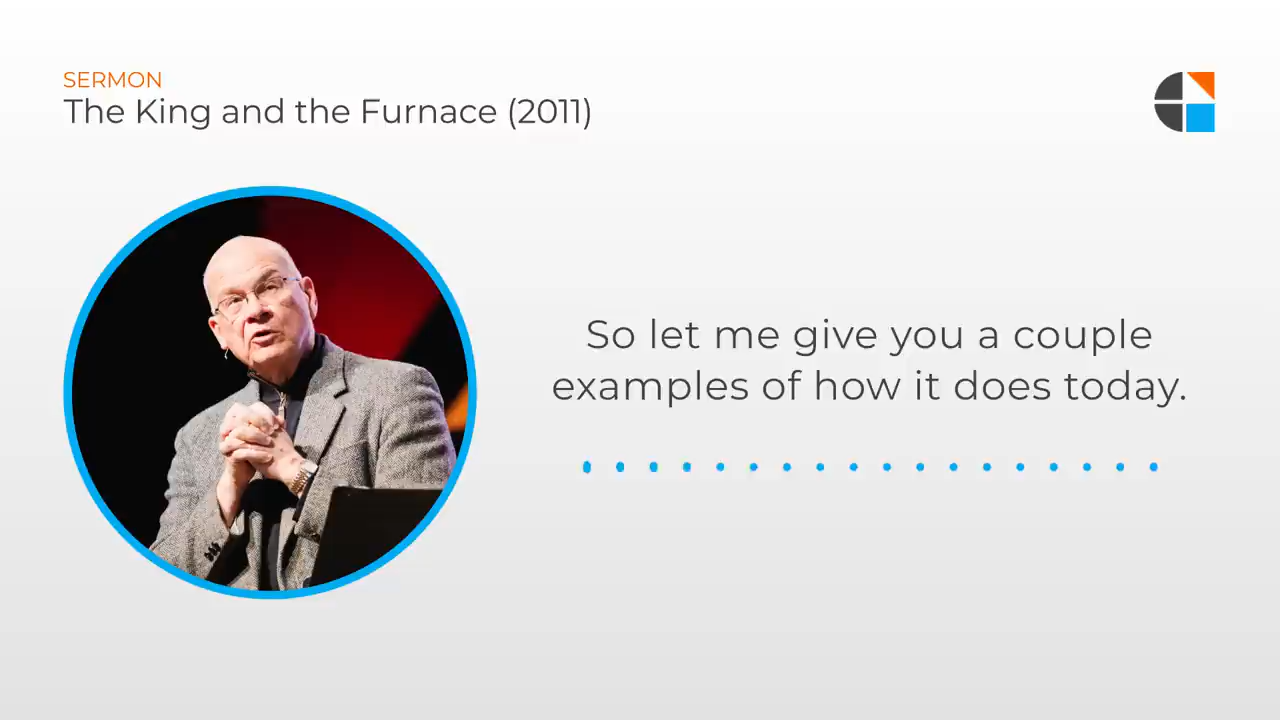 SERMON
The King and the Furnace (2011)
So let me give you a couple
examples of how it does today.